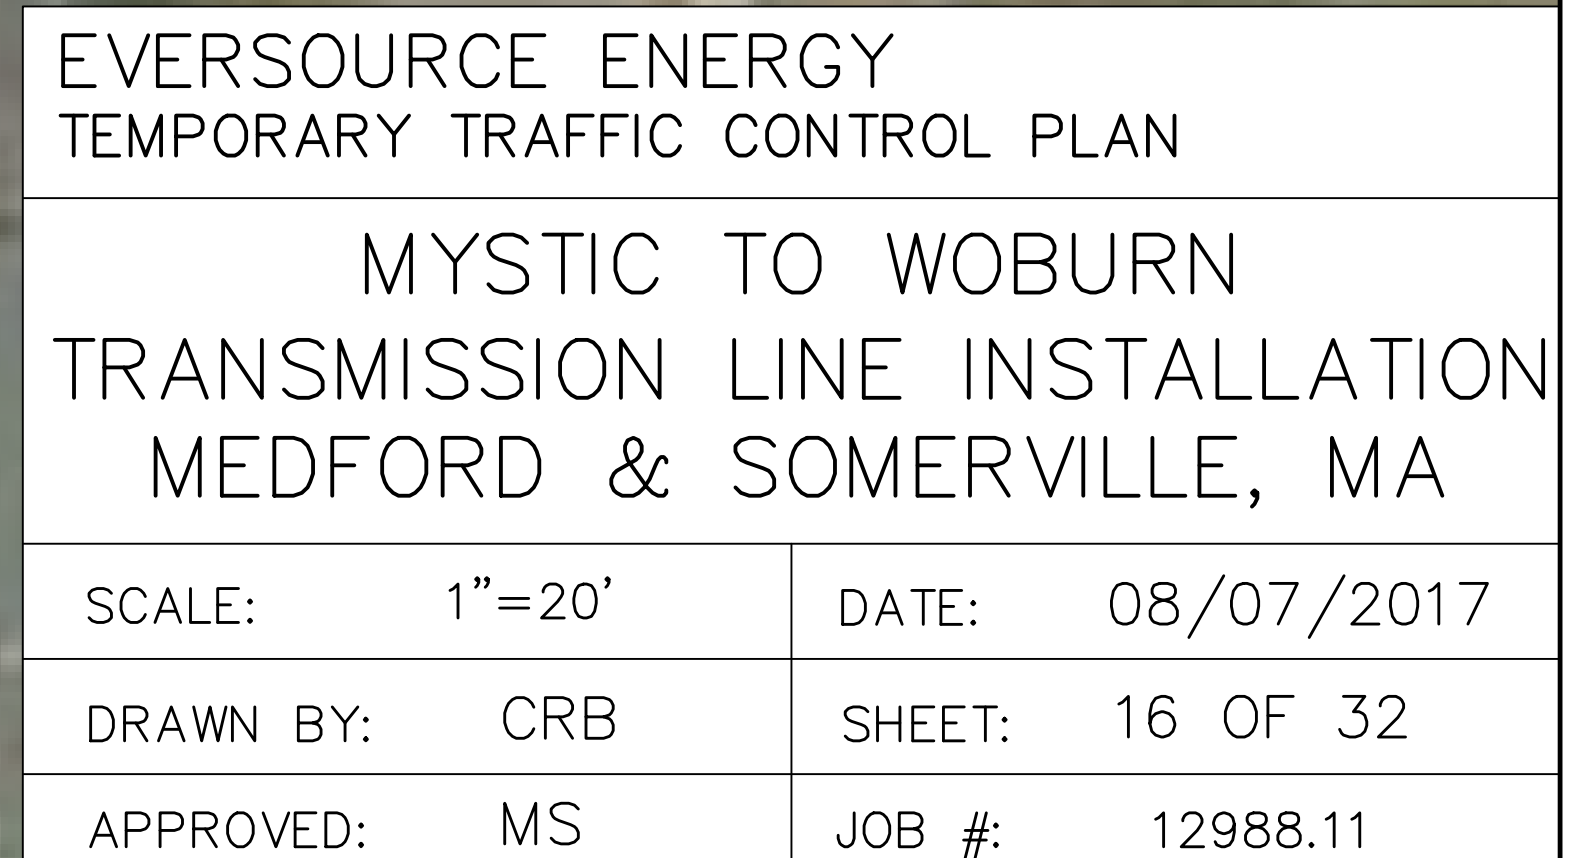 EVERSOURCE ENERGY
TEMPORARY TRAFFIC CONTROL PLAN
MYSTIC TO WOBURN
TRANSMISSION LINE INSTALLATION
MEDFORD & SOMERVILLE, MA
SCALE: 1”=20’ DATE: 08/07/2017
DRAWN BY: CRB SHEET: 16 OF 32
APPROVED: MS JOB #: 12988.11